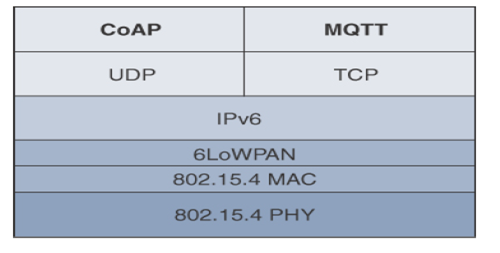 CoAP MQTT
UDP TCP
IPv6
6LoWPAN
802.15.4 MAC
802.15.4 PHY